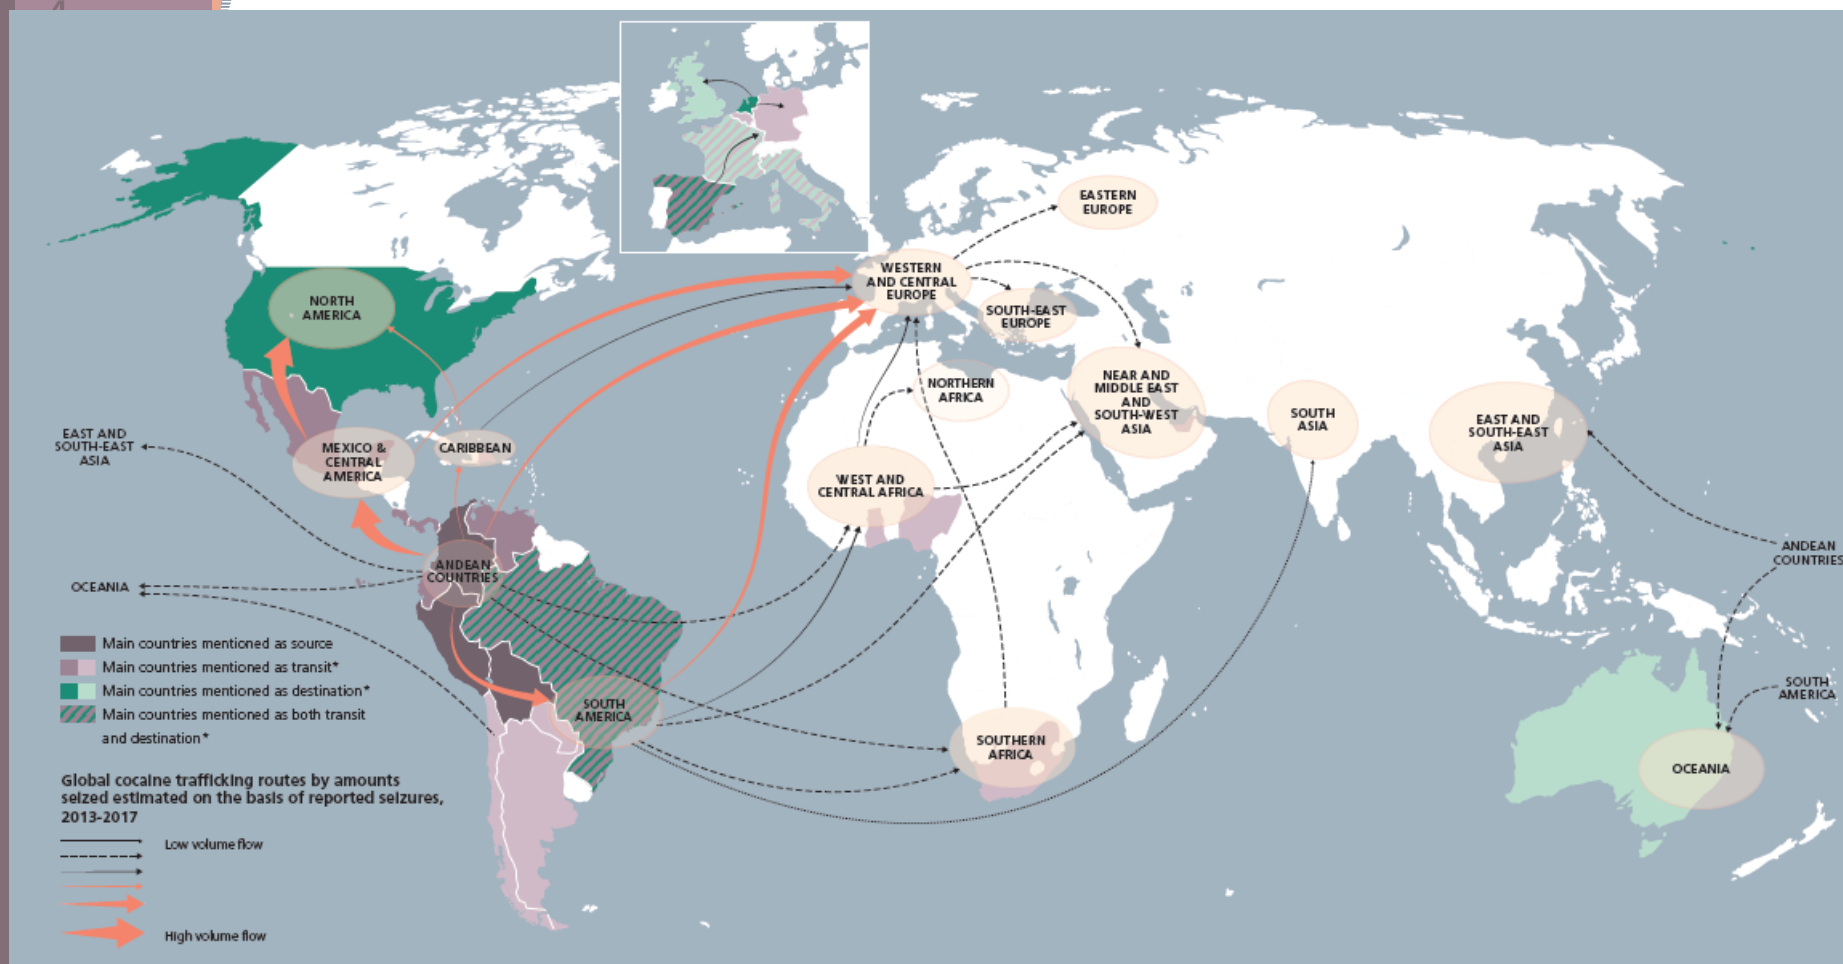 4
EASTERN
EUROPE
WESTERN
AND CENTRAL
EUROPE
NORTH
AMERICA
SOUTH-EAST
EUROPE
NORTHERN
AFRICA
NEAR AND
MIDDLE EAST
AND
SOUTH-WEST
ASIA
SOUTH
ASIA
EAST AND
SOUTH-EAST
ASIA
EAST AND
SOUTH-EAST
ASIA
MEXICO &
CENTRAL
AMERICA
CARIBBEAN
WEST AND
CENTRAL AFRICA
ANDEAN
COUNTRIES
ANDEAN
COUNTRIES
OCEANIA
SOUTH
AMERICA
SOUTH
AMERICA
SOUTHERN
AFRICA
OCEANIA
Main countries mentioned as source
Main countries mentioned as transit*
Main countries mentioned as destination*
Main countries mentioned as both transit
and destination*
Global cocaine trafficking routes by amounts
seized estimated on the basis of reported seizures,
2013-2017
Low volume flow
High volume flow